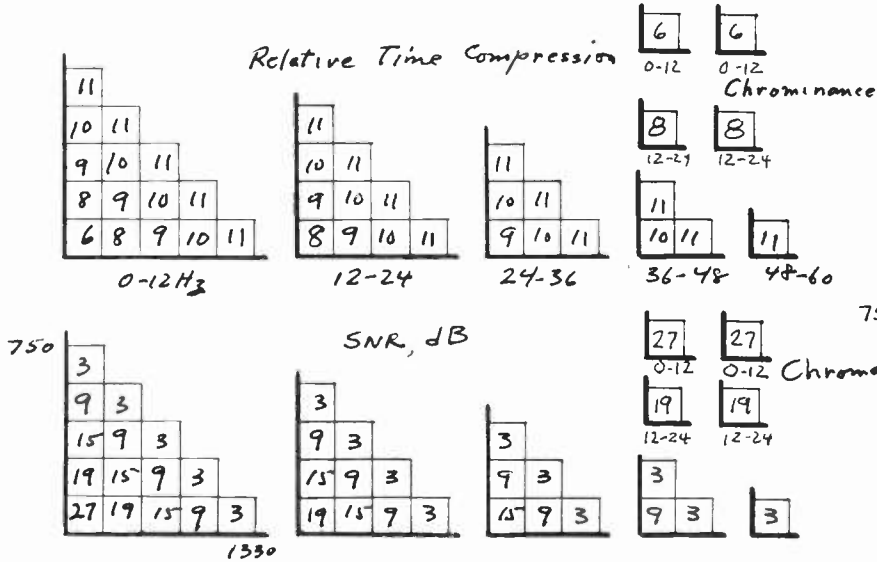 6 6
Relative Time Compression 0-12 0-12
Chrominance
11
10 11 11 8 8
9 10 11 10 11 11 12-24 12-24
8 9 10 11 9 10 11 10 11 11
6 8 9 10 11 8 9 10 11 9 10 11 10 11 11
0-12Hz 12-24 24-36 36-48 48-60
75
750 SNR, dB 27 27
3 0-12 0-12 Chroma
9 3 3 19 19
15 9 3 9 3 3 12-24 12-24
19 15 9 3 15 9 3 9 3 3
27 19 15 9 3 19 15 9 3 15 9 3 9 3 3
1330